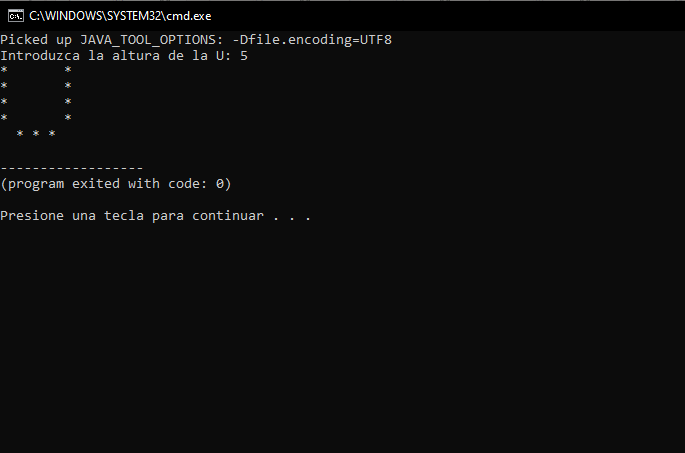 C:\WINDOWS\SYSTEM32\cmd.exe
Picked up JAVA_TOOL_OPTIONS: -Dfile.encoding=UTF8
Introduzca la altura de la U: 5
*       *
*       *
*       *
*       *
  * * *
------------------
(program exited with code: 0)
Presione una tecla para continuar . . .